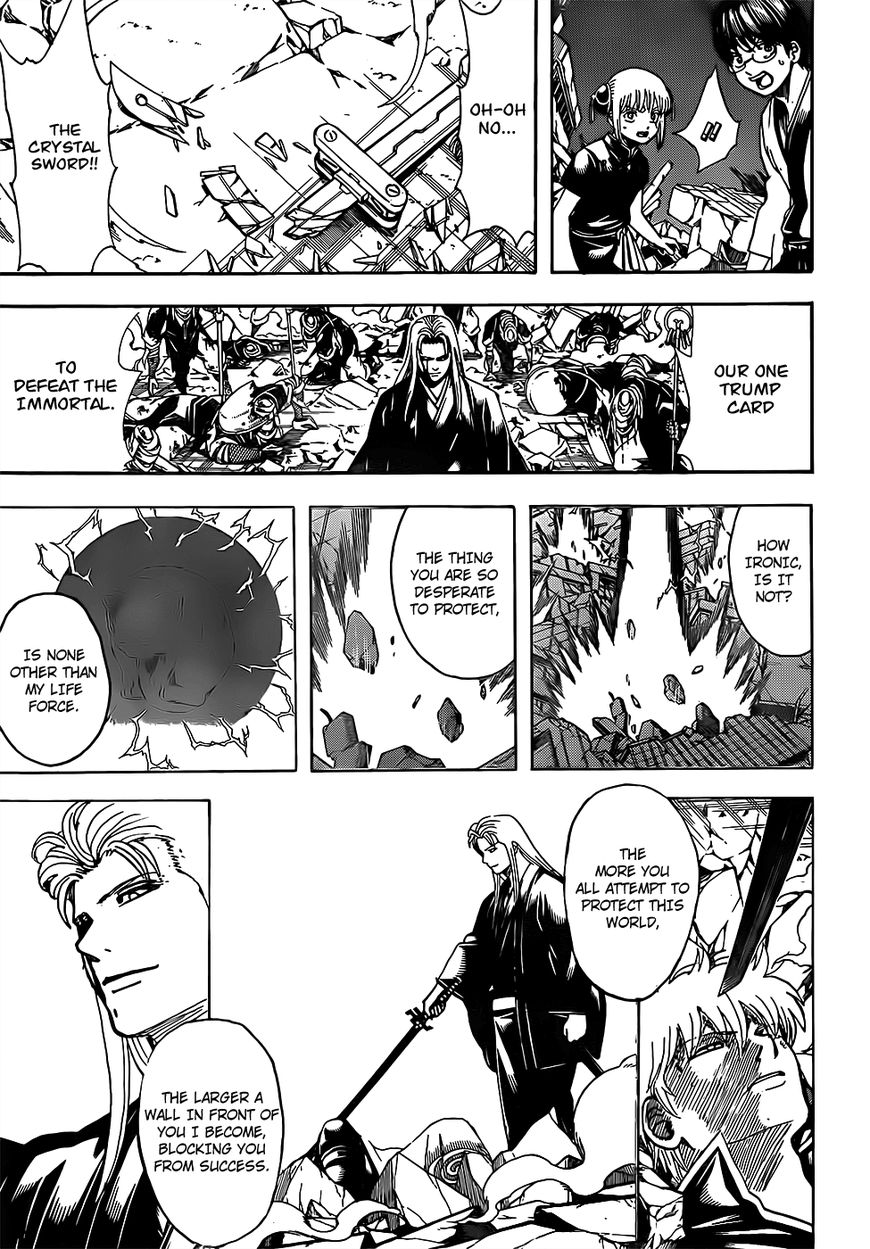 !!
OH-OH
NO...
THE
CRYSTAL
SWORD!!
OUR ONE
TRUMP
CARD
TO
DEFEAT THE
IMMORTAL.
HOW
IRONIC,
IS IT
NOT?
THE THING
YOU ARE SO
DESPERATE
TO PROTECT,
IS NONE
OTHER THAN
MY LIFE
FORCE.
THE
MORE YOU
ALL ATTEMPT TO
PROTECT THIS
WORLD,
THE LARGER A
WALL IN FRONT OF
YOU I BECOME,
BLOCKING YOU
FROM SUCCESS.